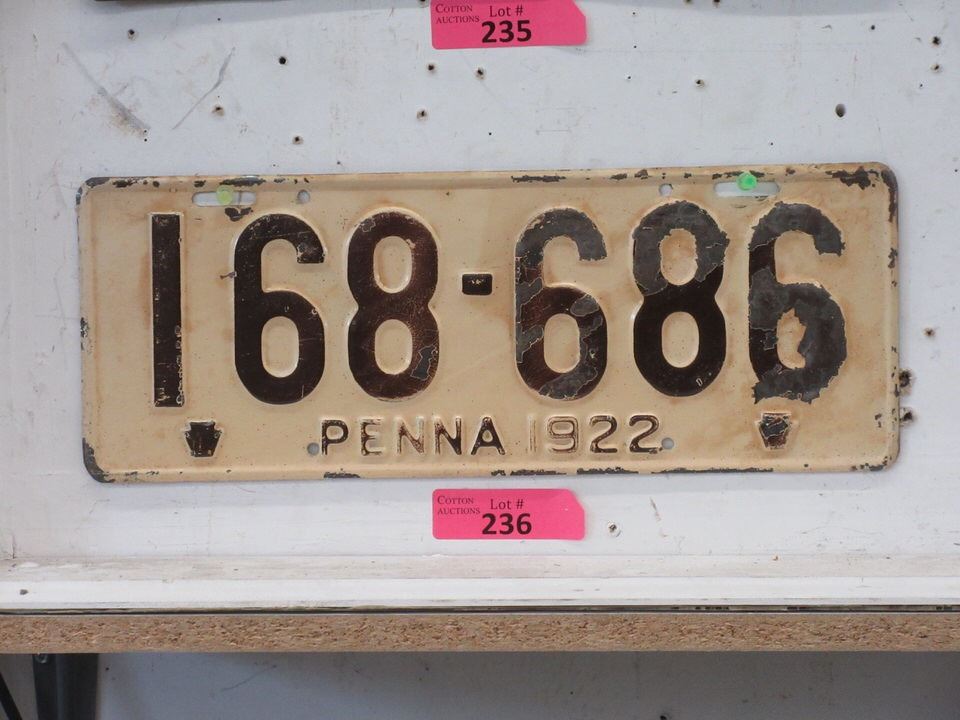 COTTON AUCTIONS Lot #
235
168-686
PENNA 1922
COTTON AUCTIONS Lot #
236